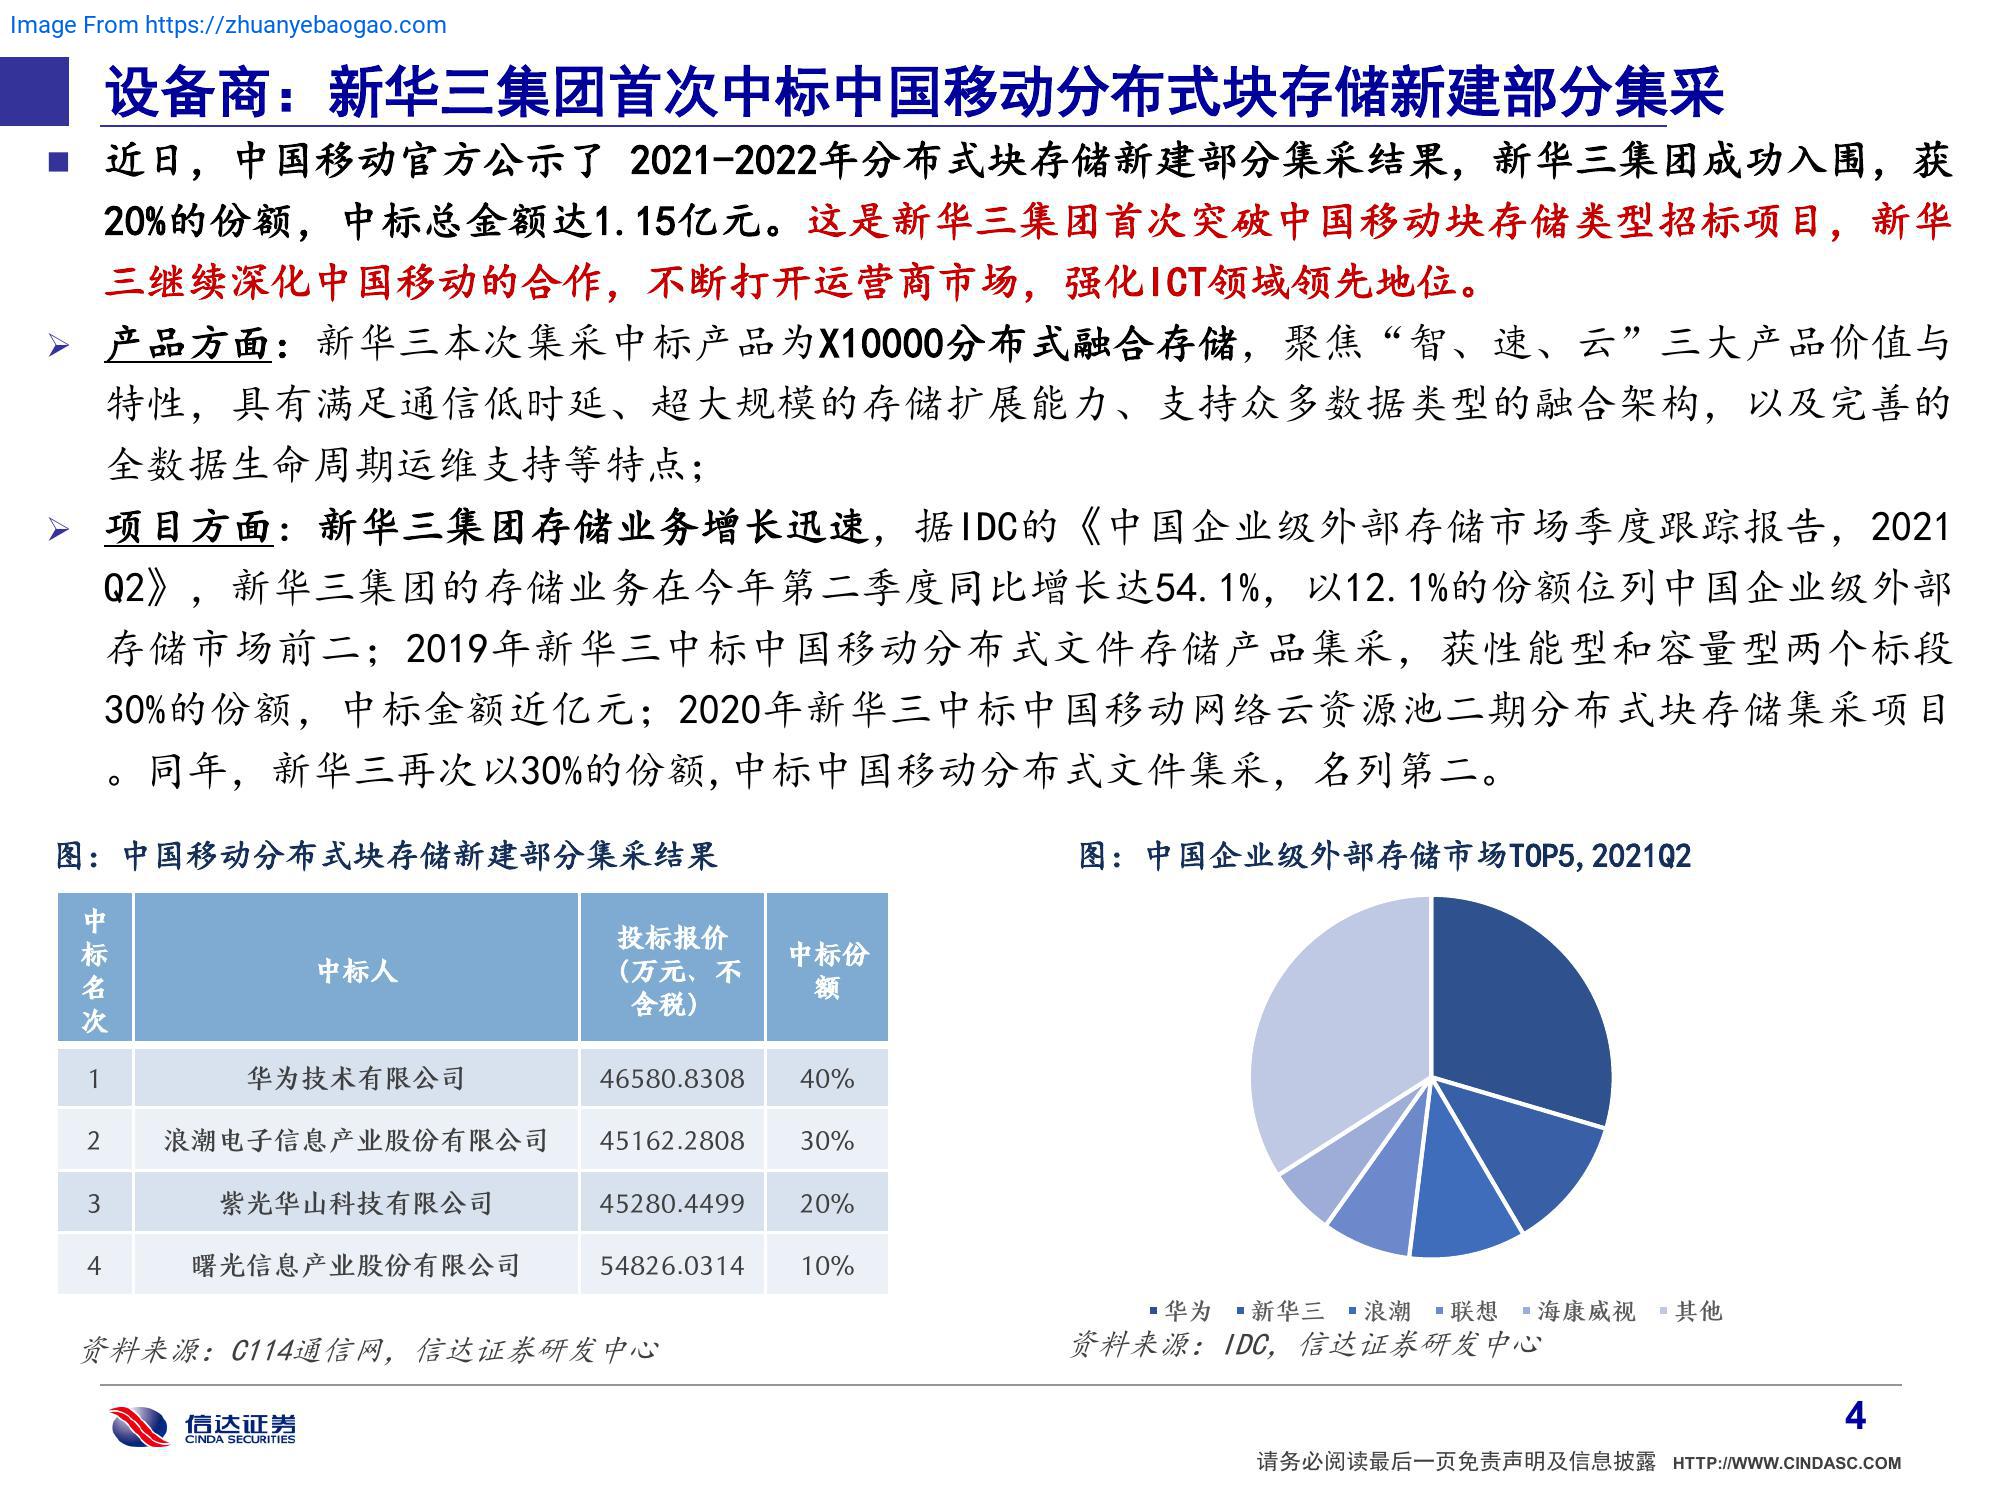 Image From https://zhuanyebaogao.com
设备商：新华三集团首次中标中国移动分布式块存储新建部分集采
■ 近日，中国移动官方公示了 2021-2022年分布式块存储新建部分集采结果，新华三集团成功入围，获
20%的份额，中标总金额达1.15亿元。这是新华三集团首次突破中国移动块存储类型招标项目，新华
三继续深化中国移动的合作，不断打开运营商市场，强化ICT领域领先地位。
➢ 产品方面：新华三本次集采中标产品为X10000分布式融合存储，聚焦“智、速、云”三大产品价值与
特性，具有满足通信低时延、超大规模的存储扩展能力、支持众多数据类型的融合架构，以及完善的
全数据生命周期运维支持等特点；
➢ 项目方面：新华三集团存储业务增长迅速，据IDC的《中国企业级外部存储市场季度跟踪报告，2021
Q2》，新华三集团的存储业务在今年第二季度同比增长达54.1%，以12.1%的份额位列中国企业级外部
存储市场前二；2019年新华三中标中国移动分布式文件存储产品集采，获性能型和容量型两个标段
30%的份额，中标金额近亿元；2020年新华三中标中国移动网络云资源池二期分布式块存储集采项目
。同年，新华三再次以30%的份额,中标中国移动分布式文件集采，名列第二。
图：中国移动分布式块存储新建部分集采结果
中标名次 中标人 投标报价(万元、不含税) 中标份额
1 华为技术有限公司 46580.8308 40%
2 浪潮电子信息产业股份有限公司 45162.2808 30%
3 紫光华山科技有限公司 45280.4499 20%
4 曙光信息产业股份有限公司 54826.0314 10%
资料来源：C114通信网，信达证券研发中心
图：中国企业级外部存储市场TOP5,2021Q2
华为 新华三 浪潮 联想 海康威视 其他
资料来源：IDC，信达证券研发中心
信达证券
CINDA SECURITIES
4
请务必阅读最后一页免责声明及信息披露 HTTP://WWW.CINDASC.COM